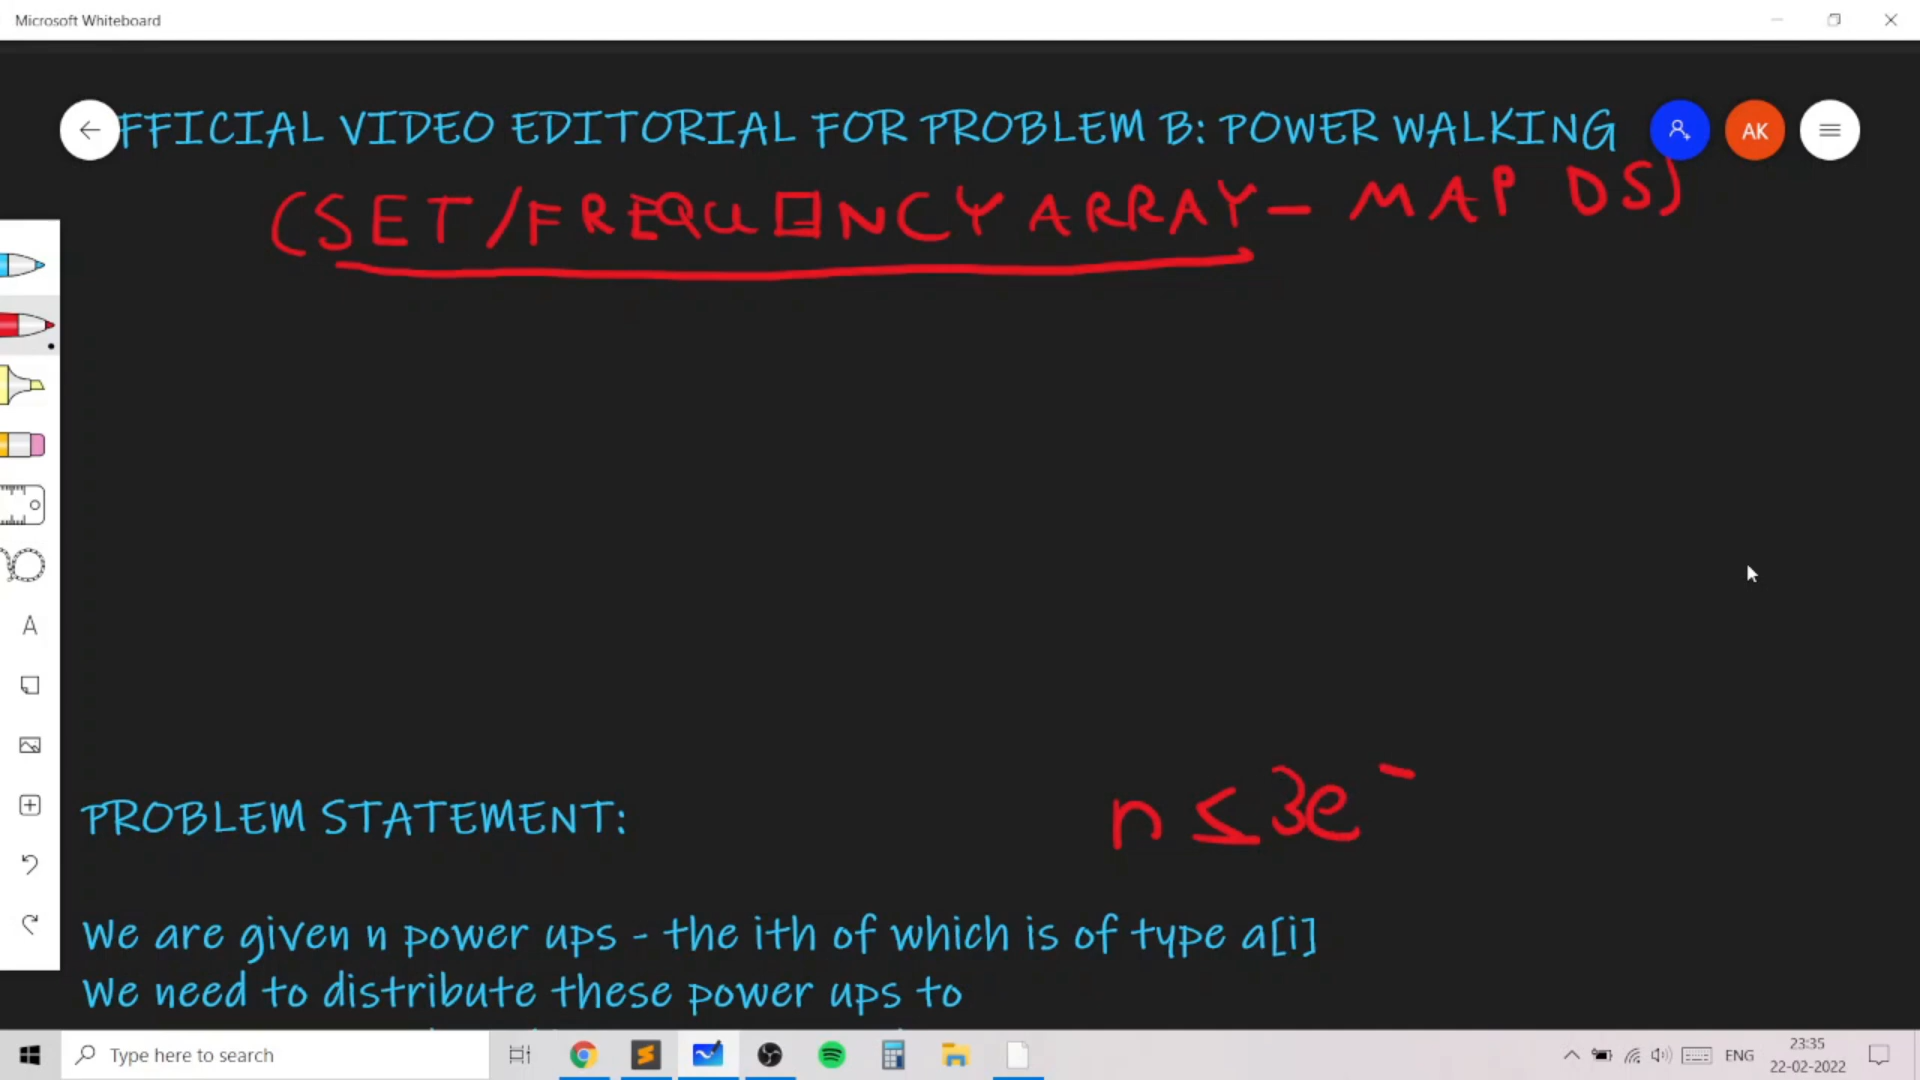 Microsoft Whiteboard
FFICIAL VIDEO EDITORIAL FOR PROBLEM B: POWER WALKING
AK
(SET/FREQUENCY ARRAY - MAP DS)
A
n ≤ 3e
PROBLEM STATEMENT:
We are given n power ups - the ith of which is of type a[i]
We need to distribute these power ups to
Type here to search
ENG
23:35
22-02-2022